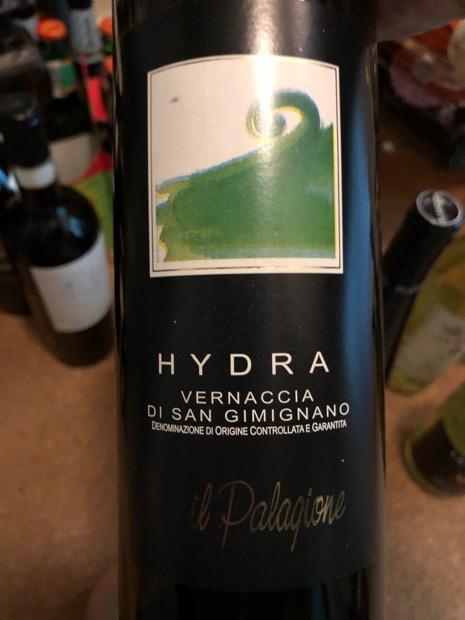 HYDRA
VERNACCIA
DI SAN GIMIGNANO
DENOMINAZIONE DI ORIGINE CONTROLLATA E GARANTITA
il Palagione